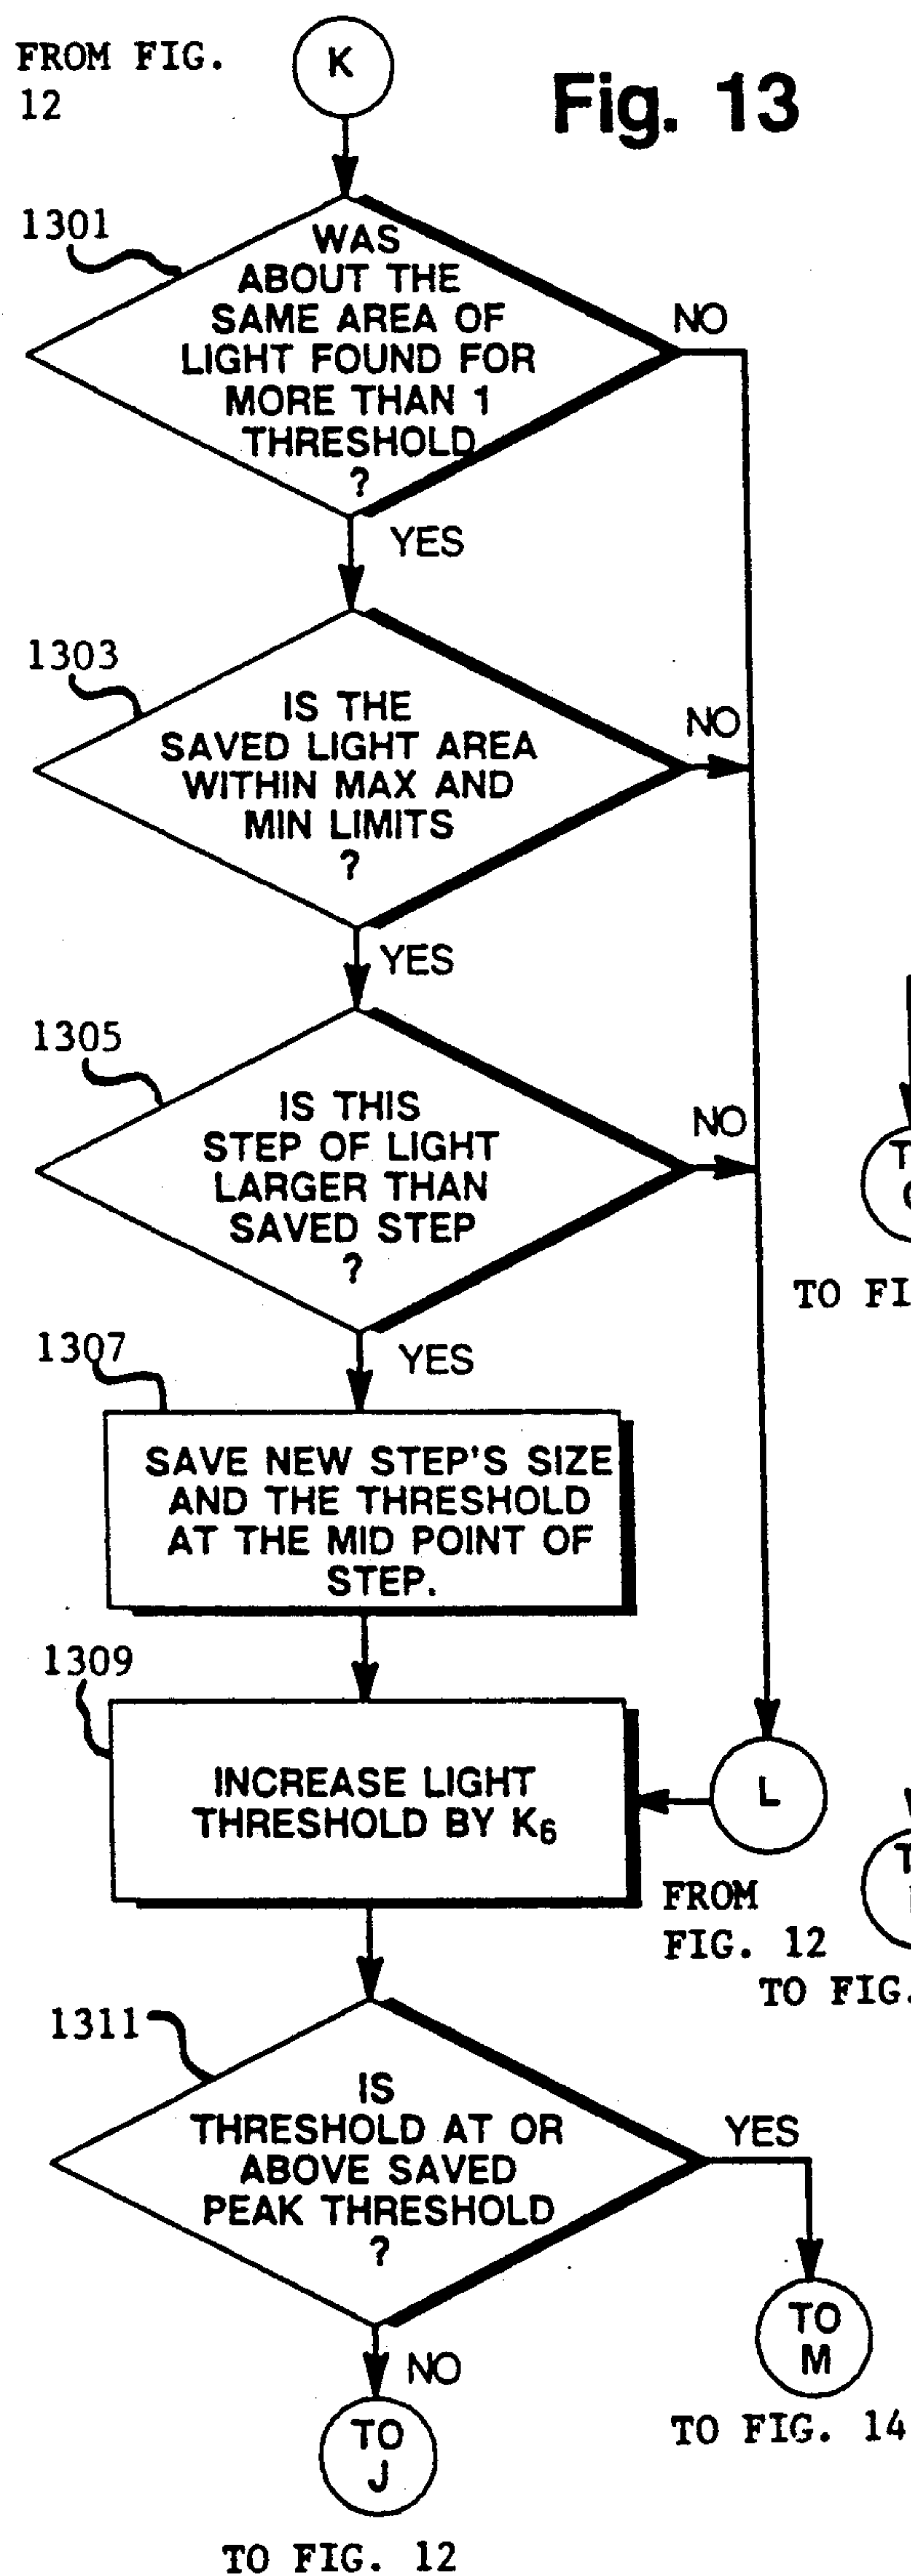 FROM FIG.
12
K
Fig. 13
1301
WAS
ABOUT THE
SAME AREA OF
LIGHT FOUND FOR
MORE THAN 1
THRESHOLD
?
NO
YES
1303
IS THE
SAVED LIGHT AREA
WITHIN MAX AND
MIN LIMITS
?
NO
YES
1305
IS THIS
STEP OF LIGHT
LARGER THAN
SAVED STEP
?
NO
TO FI
YES
1307
SAVE NEW STEP'S SIZE
AND THE THRESHOLD
AT THE MID POINT OF
STEP.
1309
INCREASE LIGHT
THRESHOLD BY K6
L
FROM
FIG. 12
TO FIG.
1311
IS
THRESHOLD AT OR
ABOVE SAVED
PEAK THRESHOLD
?
YES
TO
M
TO FIG. 14
NO
TO
J
TO FIG. 12